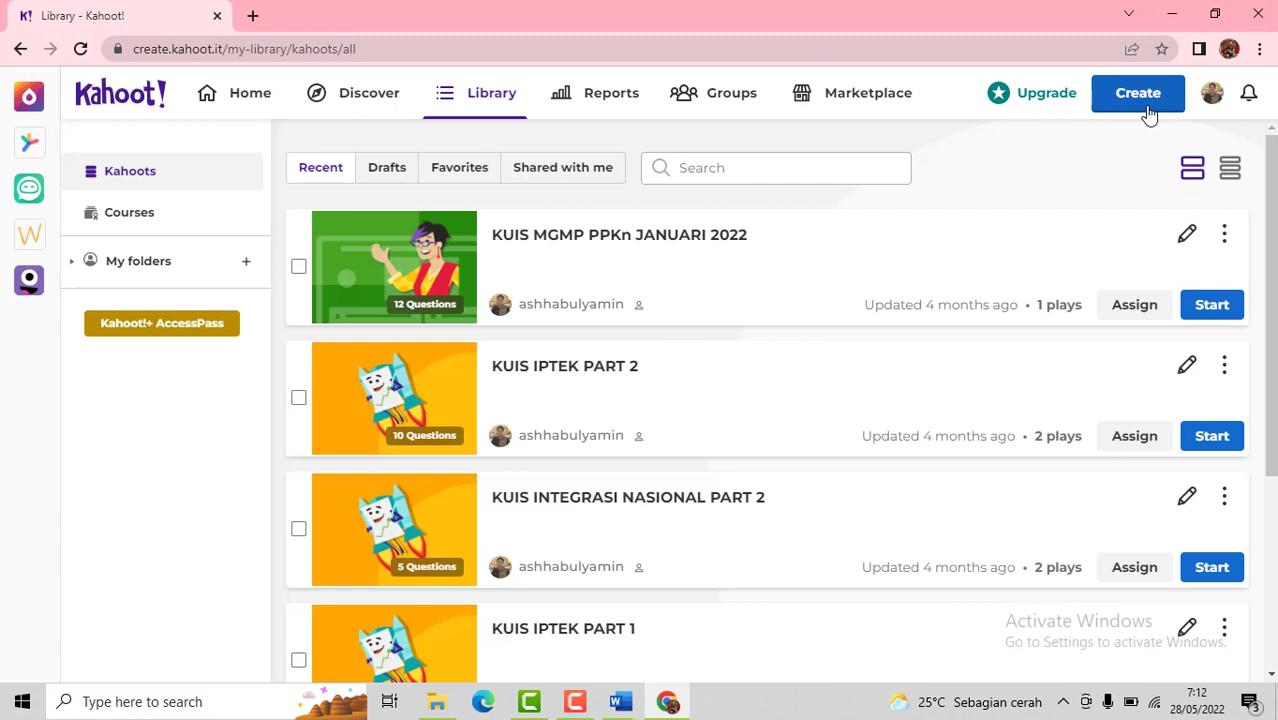 Library - Kahoot!
create.kahoot.it/my-library/kahoots/all
Kahoot!
Home
Discover
Library
Reports
Groups
Marketplace
Upgrade
Create
Kahoots
Courses
My folders
Kahoot!+ AccessPass
Recent
Drafts
Favorites
Shared with me
Search
KUIS MGMP PPKn JANUARI 2022
12 Questions
ashhabulyamin
Updated 4 months ago • 1 plays
Assign
Start
KUIS IPTEK PART 2
10 Questions
ashhabulyamin
Updated 4 months ago • 2 plays
Assign
Start
KUIS INTEGRASI NASIONAL PART 2
5 Questions
ashhabulyamin
Updated 4 months ago • 2 plays
Assign
Start
KUIS IPTEK PART 1
Activate Windows
Go to Settings to activate Windows.
Type here to search
25°C Sebagian cerah
7:12
28/05/2022
3